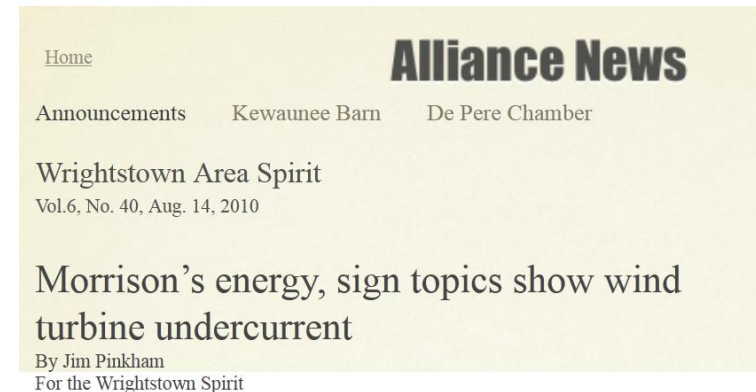 Home
Alliance News
Announcements Kewaunee Barn De Pere Chamber
Wrightstown Area Spirit
Vol.6, No. 40, Aug. 14, 2010
Morrison’s energy, sign topics show wind
turbine undercurrent
By Jim Pinkham
For the Wrightstown Spirit